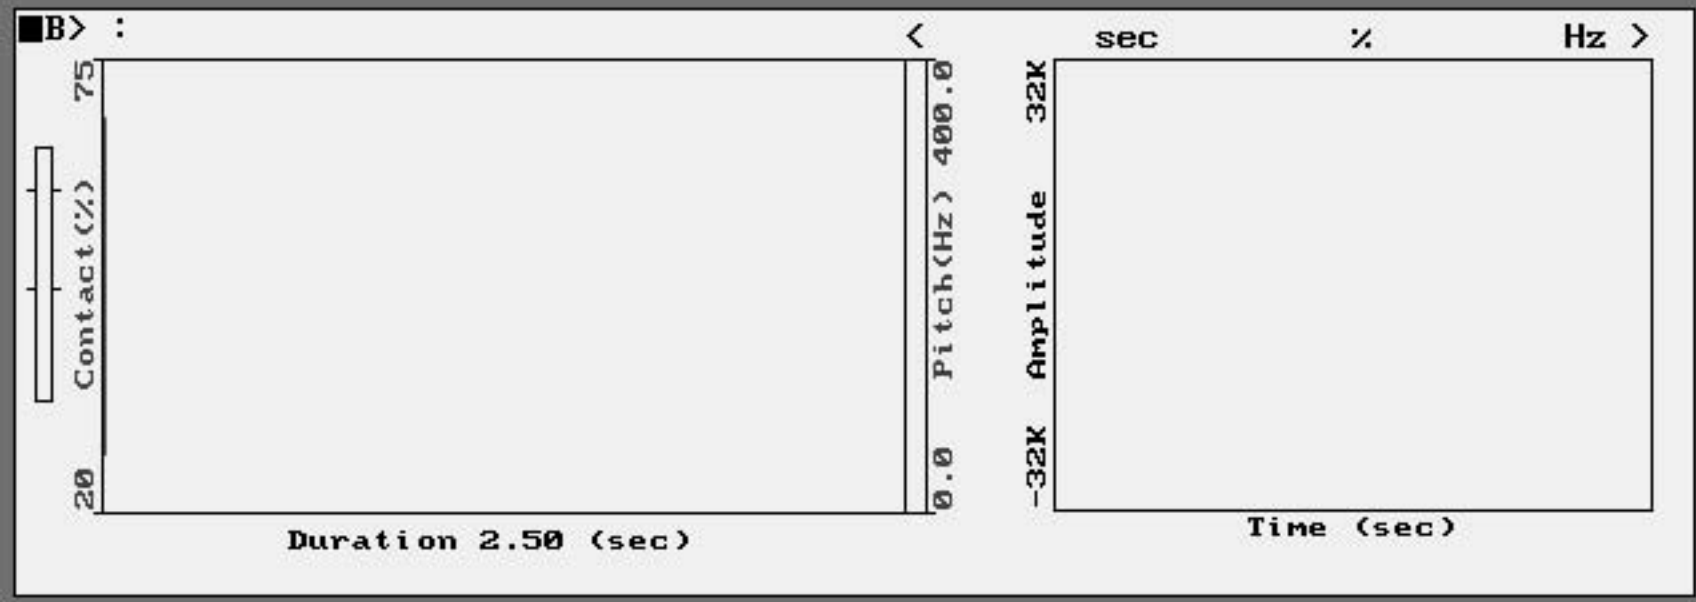 B> :
< sec % Hz >
75
Contact(%)
20
400.0
Pitch(Hz)
0.0
Duration 2.50 (sec)
32K
Amplitude
-32K
Time (sec)